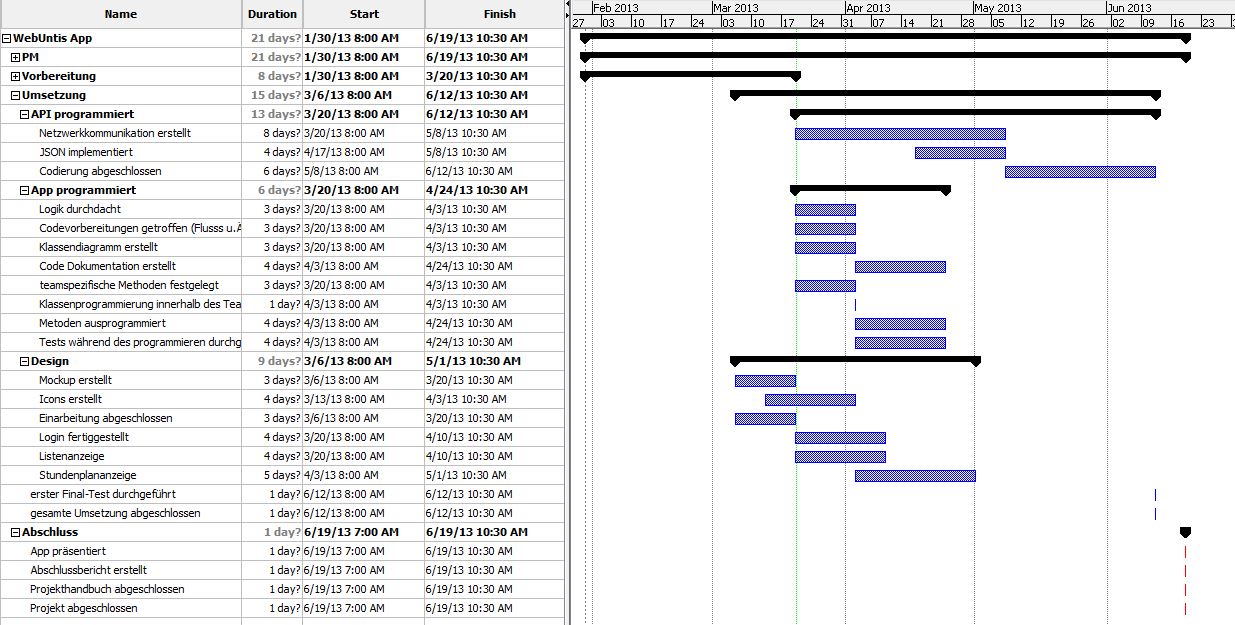 Name Duration Start Finish
Feb 2013 Mar 2013 Apr 2013 May 2013 Jun 2013
27 03 10 17 24 03 10 17 24 31 07 14 21 28 05 12 19 26 02 09 16 23
WebUntis App 21 days? 1/30/13 8:00 AM 6/19/13 10:30 AM
PM 21 days? 1/30/13 8:00 AM 6/19/13 10:30 AM
Vorbereitung 8 days? 1/30/13 8:00 AM 3/20/13 10:30 AM
Umsetzung 15 days? 3/6/13 8:00 AM 6/12/13 10:30 AM
API programmiert 13 days? 3/20/13 8:00 AM 6/12/13 10:30 AM
Netzwerkkommunikation erstellt 8 days? 3/20/13 8:00 AM 5/8/13 10:30 AM
JSON implementiert 4 days? 4/17/13 8:00 AM 5/8/13 10:30 AM
Codierung abgeschlossen 6 days? 5/8/13 8:00 AM 6/12/13 10:30 AM
App programmiert 6 days? 3/20/13 8:00 AM 4/24/13 10:30 AM
Logik durchdacht 3 days? 3/20/13 8:00 AM 4/3/13 10:30 AM
Codevorbereitungen getroffen (Flusss u.Ä 3 days? 3/20/13 8:00 AM 4/3/13 10:30 AM
Klassendiagramm erstellt 3 days? 3/20/13 8:00 AM 4/3/13 10:30 AM
Code Dokumentation erstellt 4 days? 4/3/13 8:00 AM 4/24/13 10:30 AM
teamspezifische Methoden festgelegt 3 days? 3/20/13 8:00 AM 4/3/13 10:30 AM
Klassenprogrammierung innerhalb des Tea 1 day? 4/3/13 8:00 AM 4/3/13 10:30 AM
Metoden ausprogrammiert 4 days? 4/3/13 8:00 AM 4/24/13 10:30 AM
Tests während des programmieren durchg 4 days? 4/3/13 8:00 AM 4/24/13 10:30 AM
Design 9 days? 3/6/13 8:00 AM 5/1/13 10:30 AM
Mockup erstellt 3 days? 3/6/13 8:00 AM 3/20/13 10:30 AM
Icons erstellt 4 days? 3/13/13 8:00 AM 4/3/13 10:30 AM
Einarbeitung abgeschlossen 3 days? 3/6/13 8:00 AM 3/20/13 10:30 AM
Login fertiggestellt 4 days? 3/20/13 8:00 AM 4/10/13 10:30 AM
Listenanzeige 4 days? 3/20/13 8:00 AM 4/10/13 10:30 AM
Stundenplananzeige 5 days? 4/3/13 8:00 AM 5/1/13 10:30 AM
erster Final-Test durchgeführt 1 day? 6/12/13 8:00 AM 6/12/13 10:30 AM
gesamte Umsetzung abgeschlossen 1 day? 6/12/13 8:00 AM 6/12/13 10:30 AM
Abschluss 1 day? 6/19/13 7:00 AM 6/19/13 10:30 AM
App präsentiert 1 day? 6/19/13 7:00 AM 6/19/13 10:30 AM
Abschlussbericht erstellt 1 day? 6/19/13 7:00 AM 6/19/13 10:30 AM
Projekthandbuch abgeschlossen 1 day? 6/19/13 7:00 AM 6/19/13 10:30 AM
Projekt abgeschlossen 1 day? 6/19/13 7:00 AM 6/19/13 10:30 AM